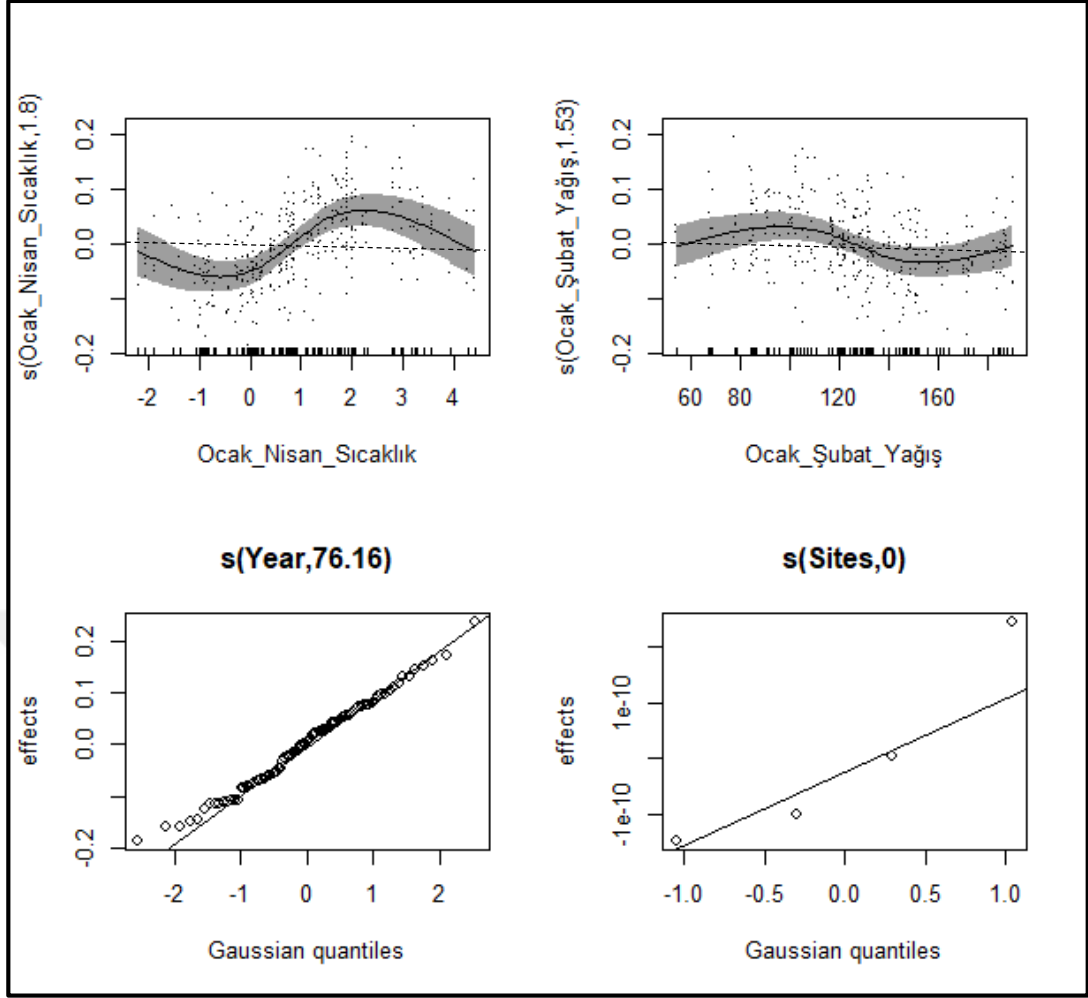 s(Ocak_Nisan_Sıcaklık,1.8)
0.2
0.1
0.0
-0.2
-2 -1 0 1 2 3 4
Ocak_Nisan_Sıcaklık
s(Ocak_Şubat_Yağış,1.53)
0.2
0.1
0.0
-0.2
60 80 120 160
Ocak_Şubat_Yağış
s(Year,76.16)
effects
0.2
0.1
0.0
-0.2
-2 -1 0 1 2
Gaussian quantiles
s(Sites,0)
effects
1e-10
-1e-10
-1.0 -0.5 0.0 0.5 1.0
Gaussian quantiles